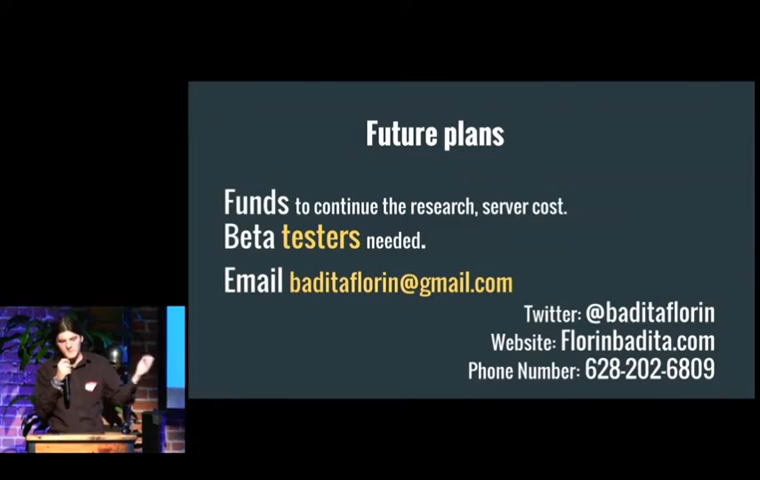 Future plans
Funds to continue the research, server cost.
Beta testers needed.
Email baditaflorin@gmail.com
Twitter: @baditaflorin
Website: Florinbadita.com
Phone Number: 628-202-6809